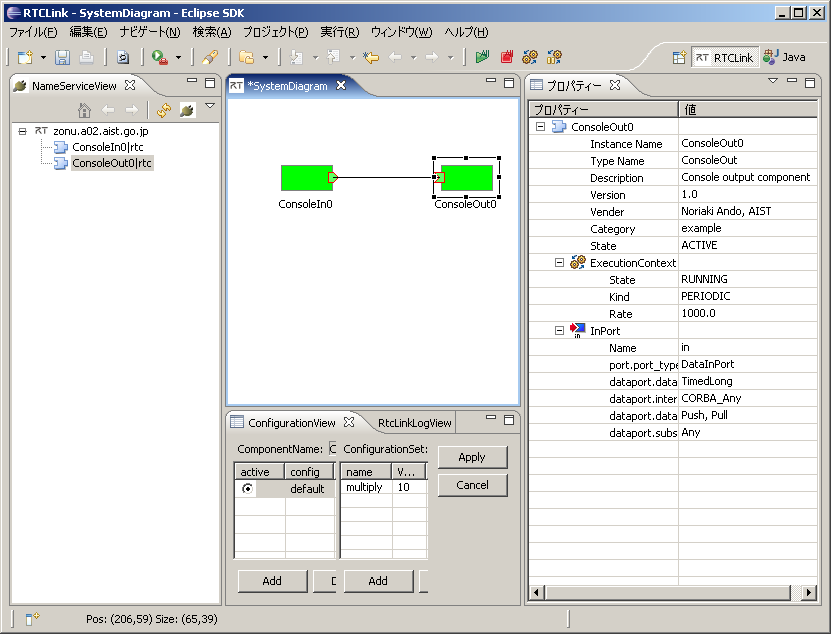 RTCLink - SystemDiagram - Eclipse SDK
ファイル(F) 編集(E) ナビゲート(N) 検索(A) プロジェクト(P) 実行(R) ウィンドウ(W) ヘルプ(H)
RT RTCLink Java
NameServiceView
RT zonu.a02.aist.go.jp
ConsoleIn0|rtc
ConsoleOut0|rtc
RT *SystemDiagram
ConsoleIn0
ConsoleOut0
ConfigurationView RtcLinkLogView
ComponentName: C ConfigurationSet:
active config name V...
default multiply 10
Apply
Cancel
Add D Add
プロパティー
プロパティー 値
ConsoleOut0
Instance Name ConsoleOut0
Type Name ConsoleOut
Description Console output component
Version 1.0
Vender Noriaki Ando, AIST
Category example
State ACTIVE
ExecutionContext
State RUNNING
Kind PERIODIC
Rate 1000.0
in InPort
Name in
port.port_type DataInPort
dataport.data TimedLong
dataport.inter CORBA_Any
dataport.data Push, Pull
dataport.subs Any
Pos: (206,59) Size: (65,39)